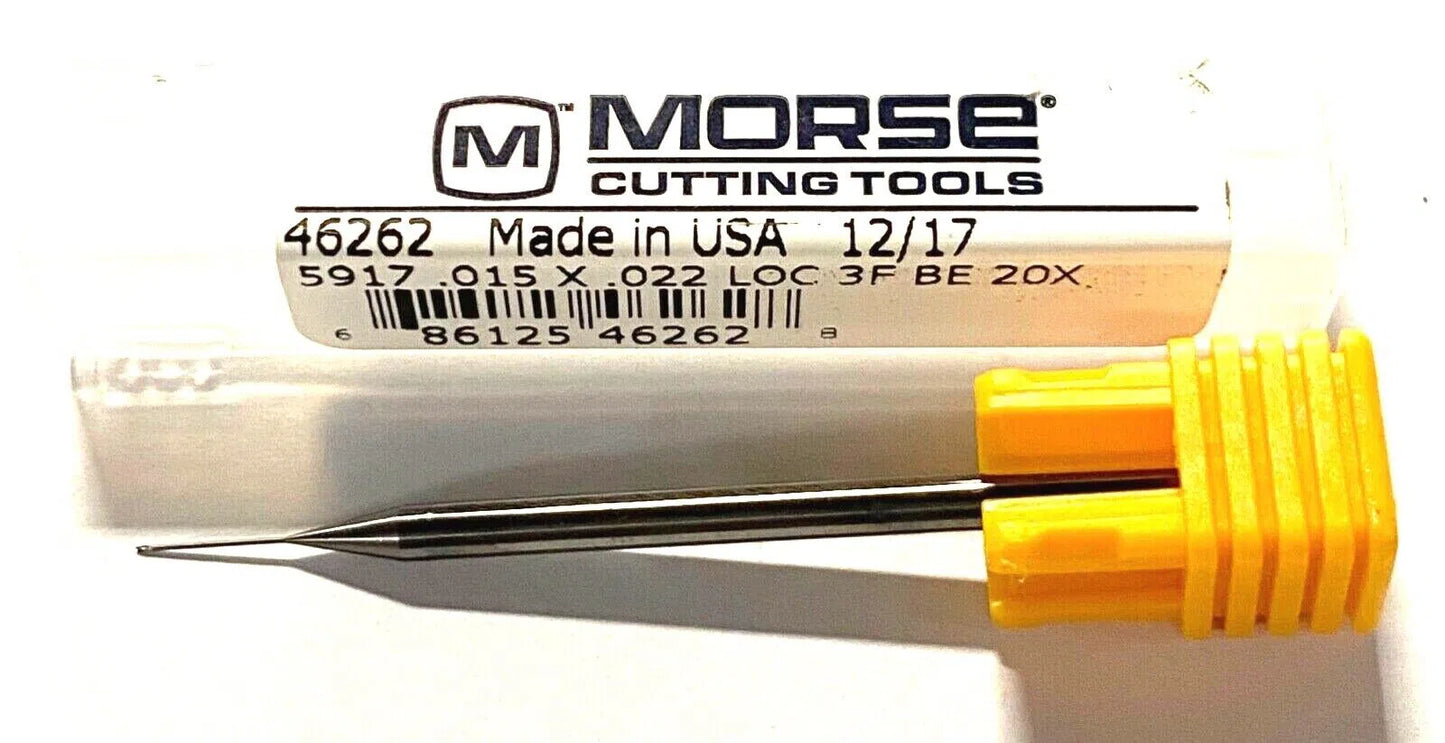 M™ MORSE®
CUTTING TOOLS
46262 Made in USA 12/17
5917 .015 X .022 LOC 3F BE 20X
6 86125 46262 8